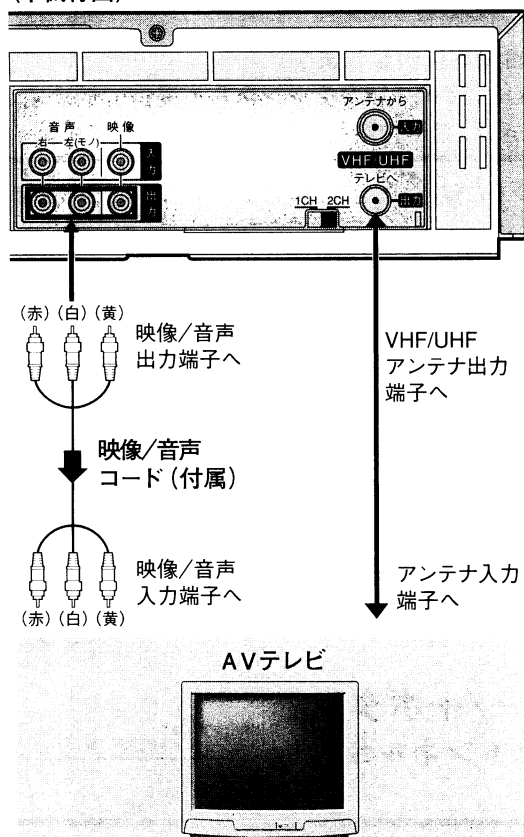 アンテナから
音声 映像
入力
右 左(モノ)
入力
VHF/UHF
テレビへ
出力
1CH 2CH
出力
(赤)(白)(黄)
映像/音声
出力端子へ
VHF/UHF
アンテナ出力
端子へ
映像/音声
コード(付属)
映像/音声
入力端子へ
(赤)(白)(黄)
アンテナ入力
端子へ
AVテレビ